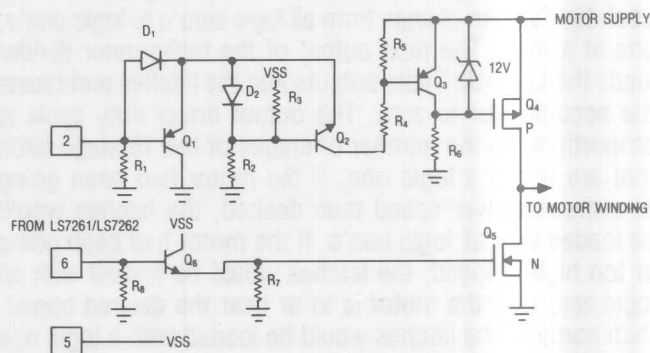 MOTOR SUPPLY
D1
R5
VSS
12V
D2
R3
Q3
Q4
2
Q1
Q2
R4
P
R1
R2
R6
TO MOTOR WINDING
FROM LS7261/LS7262
VSS
Q5
6
Q6
N
R8
R7
5
VSS